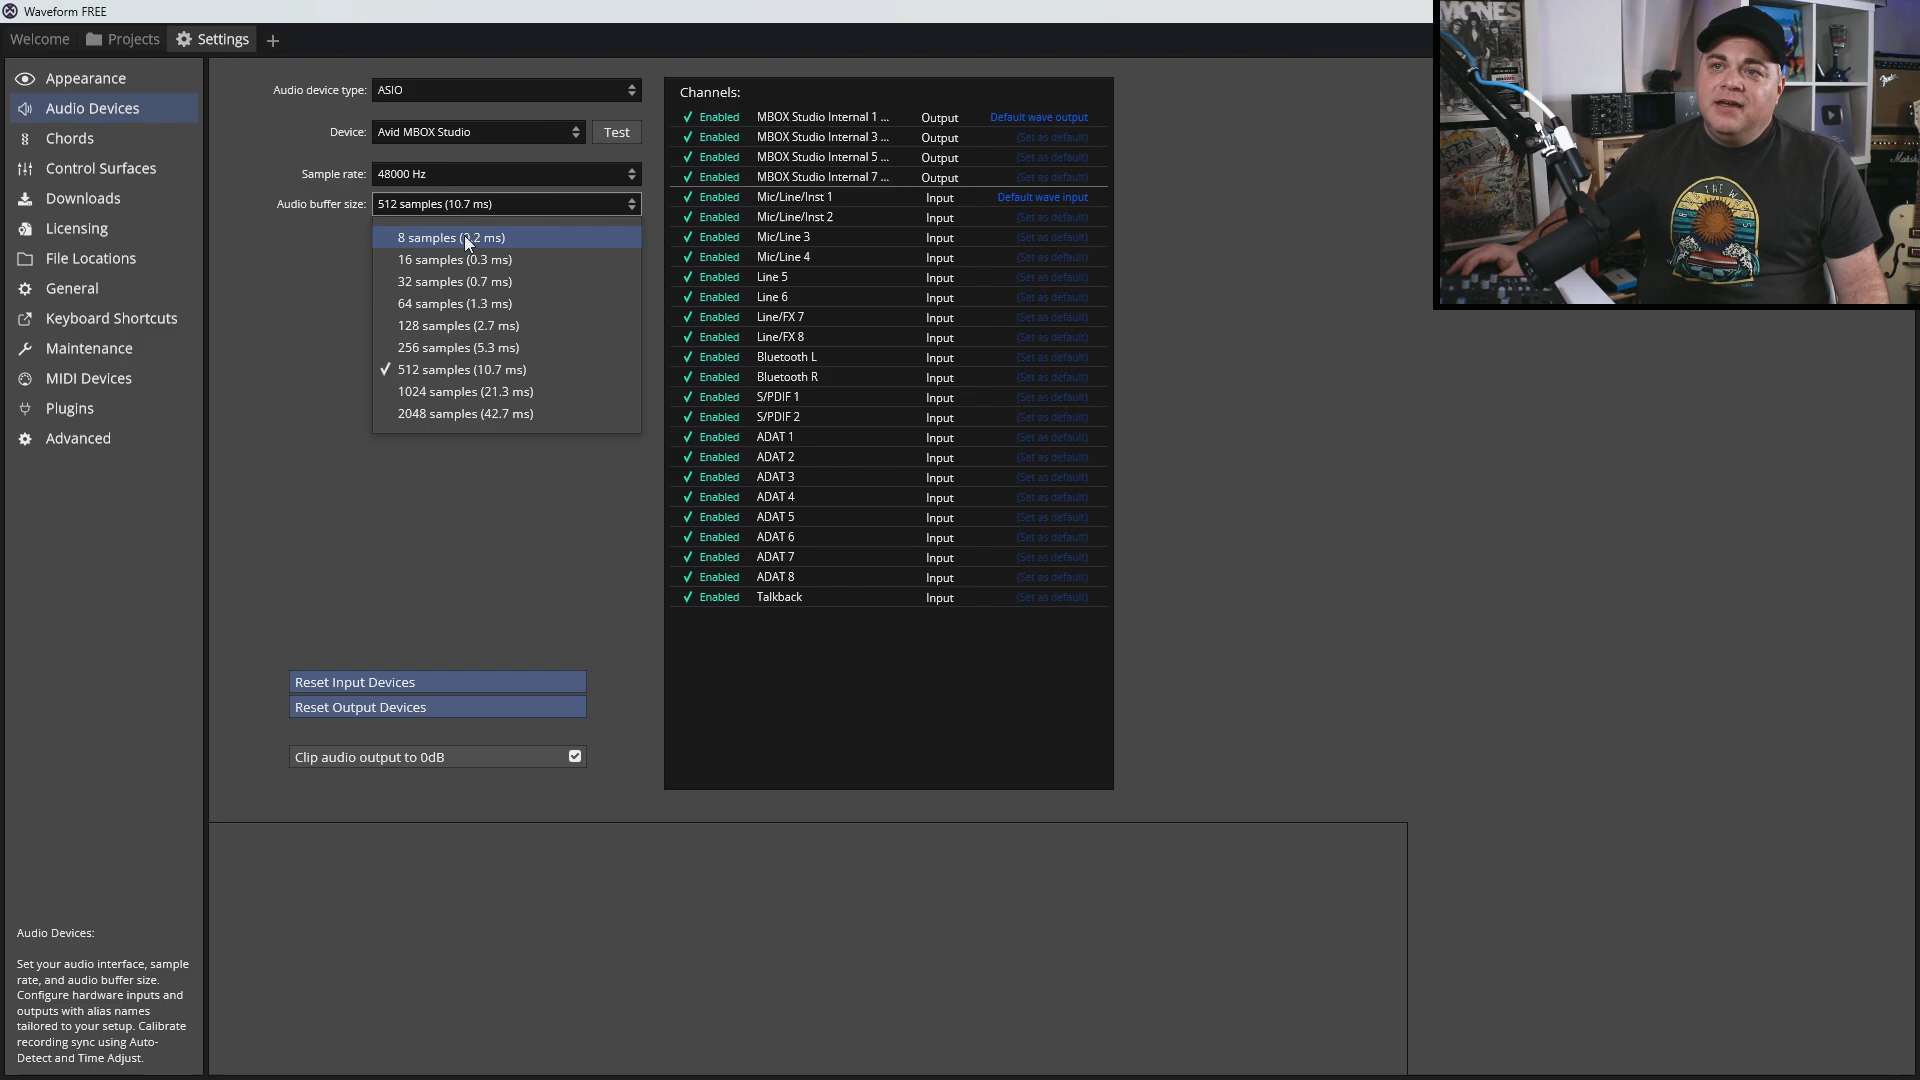 Waveform FREE
Welcome
Projects
Settings
Appearance
Audio Devices
Chords
Control Surfaces
Downloads
Licensing
File Locations
General
Keyboard Shortcuts
Maintenance
MIDI Devices
Plugins
Advanced
Audio Devices:
Set your audio interface, sample
rate, and audio buffer size.
Configure hardware inputs and
outputs with alias names
tailored to your setup. Calibrate
recording sync using Auto-
Detect and Time Adjust.
Audio device type: ASIO
Device: Avid MBOX Studio Test
Sample rate: 48000 Hz
Audio buffer size: 512 samples (10.7 ms)
8 samples (0.2 ms)
16 samples (0.3 ms)
32 samples (0.7 ms)
64 samples (1.3 ms)
128 samples (2.7 ms)
256 samples (5.3 ms)
✓ 512 samples (10.7 ms)
1024 samples (21.3 ms)
2048 samples (42.7 ms)
Reset Input Devices
Reset Output Devices
Clip audio output to 0dB
Channels:
✓ Enabled MBOX Studio Internal 1 ... Output Default wave output
✓ Enabled MBOX Studio Internal 3 ... Output (Set as default)
✓ Enabled MBOX Studio Internal 5 ... Output (Set as default)
✓ Enabled MBOX Studio Internal 7 ... Output (Set as default)
✓ Enabled Mic/Line/Inst 1 Input Default wave input
✓ Enabled Mic/Line/Inst 2 Input (Set as default)
✓ Enabled Mic/Line 3 Input (Set as default)
✓ Enabled Mic/Line 4 Input (Set as default)
✓ Enabled Line 5 Input (Set as default)
✓ Enabled Line 6 Input (Set as default)
✓ Enabled Line/FX 7 Input (Set as default)
✓ Enabled Line/FX 8 Input (Set as default)
✓ Enabled Bluetooth L Input (Set as default)
✓ Enabled Bluetooth R Input (Set as default)
✓ Enabled S/PDIF 1 Input (Set as default)
✓ Enabled S/PDIF 2 Input (Set as default)
✓ Enabled ADAT 1 Input (Set as default)
✓ Enabled ADAT 2 Input (Set as default)
✓ Enabled ADAT 3 Input (Set as default)
✓ Enabled ADAT 4 Input (Set as default)
✓ Enabled ADAT 5 Input (Set as default)
✓ Enabled ADAT 6 Input (Set as default)
✓ Enabled ADAT 7 Input (Set as default)
✓ Enabled ADAT 8 Input (Set as default)
✓ Enabled Talkback Input (Set as default)
MONES
Fender
Marshall